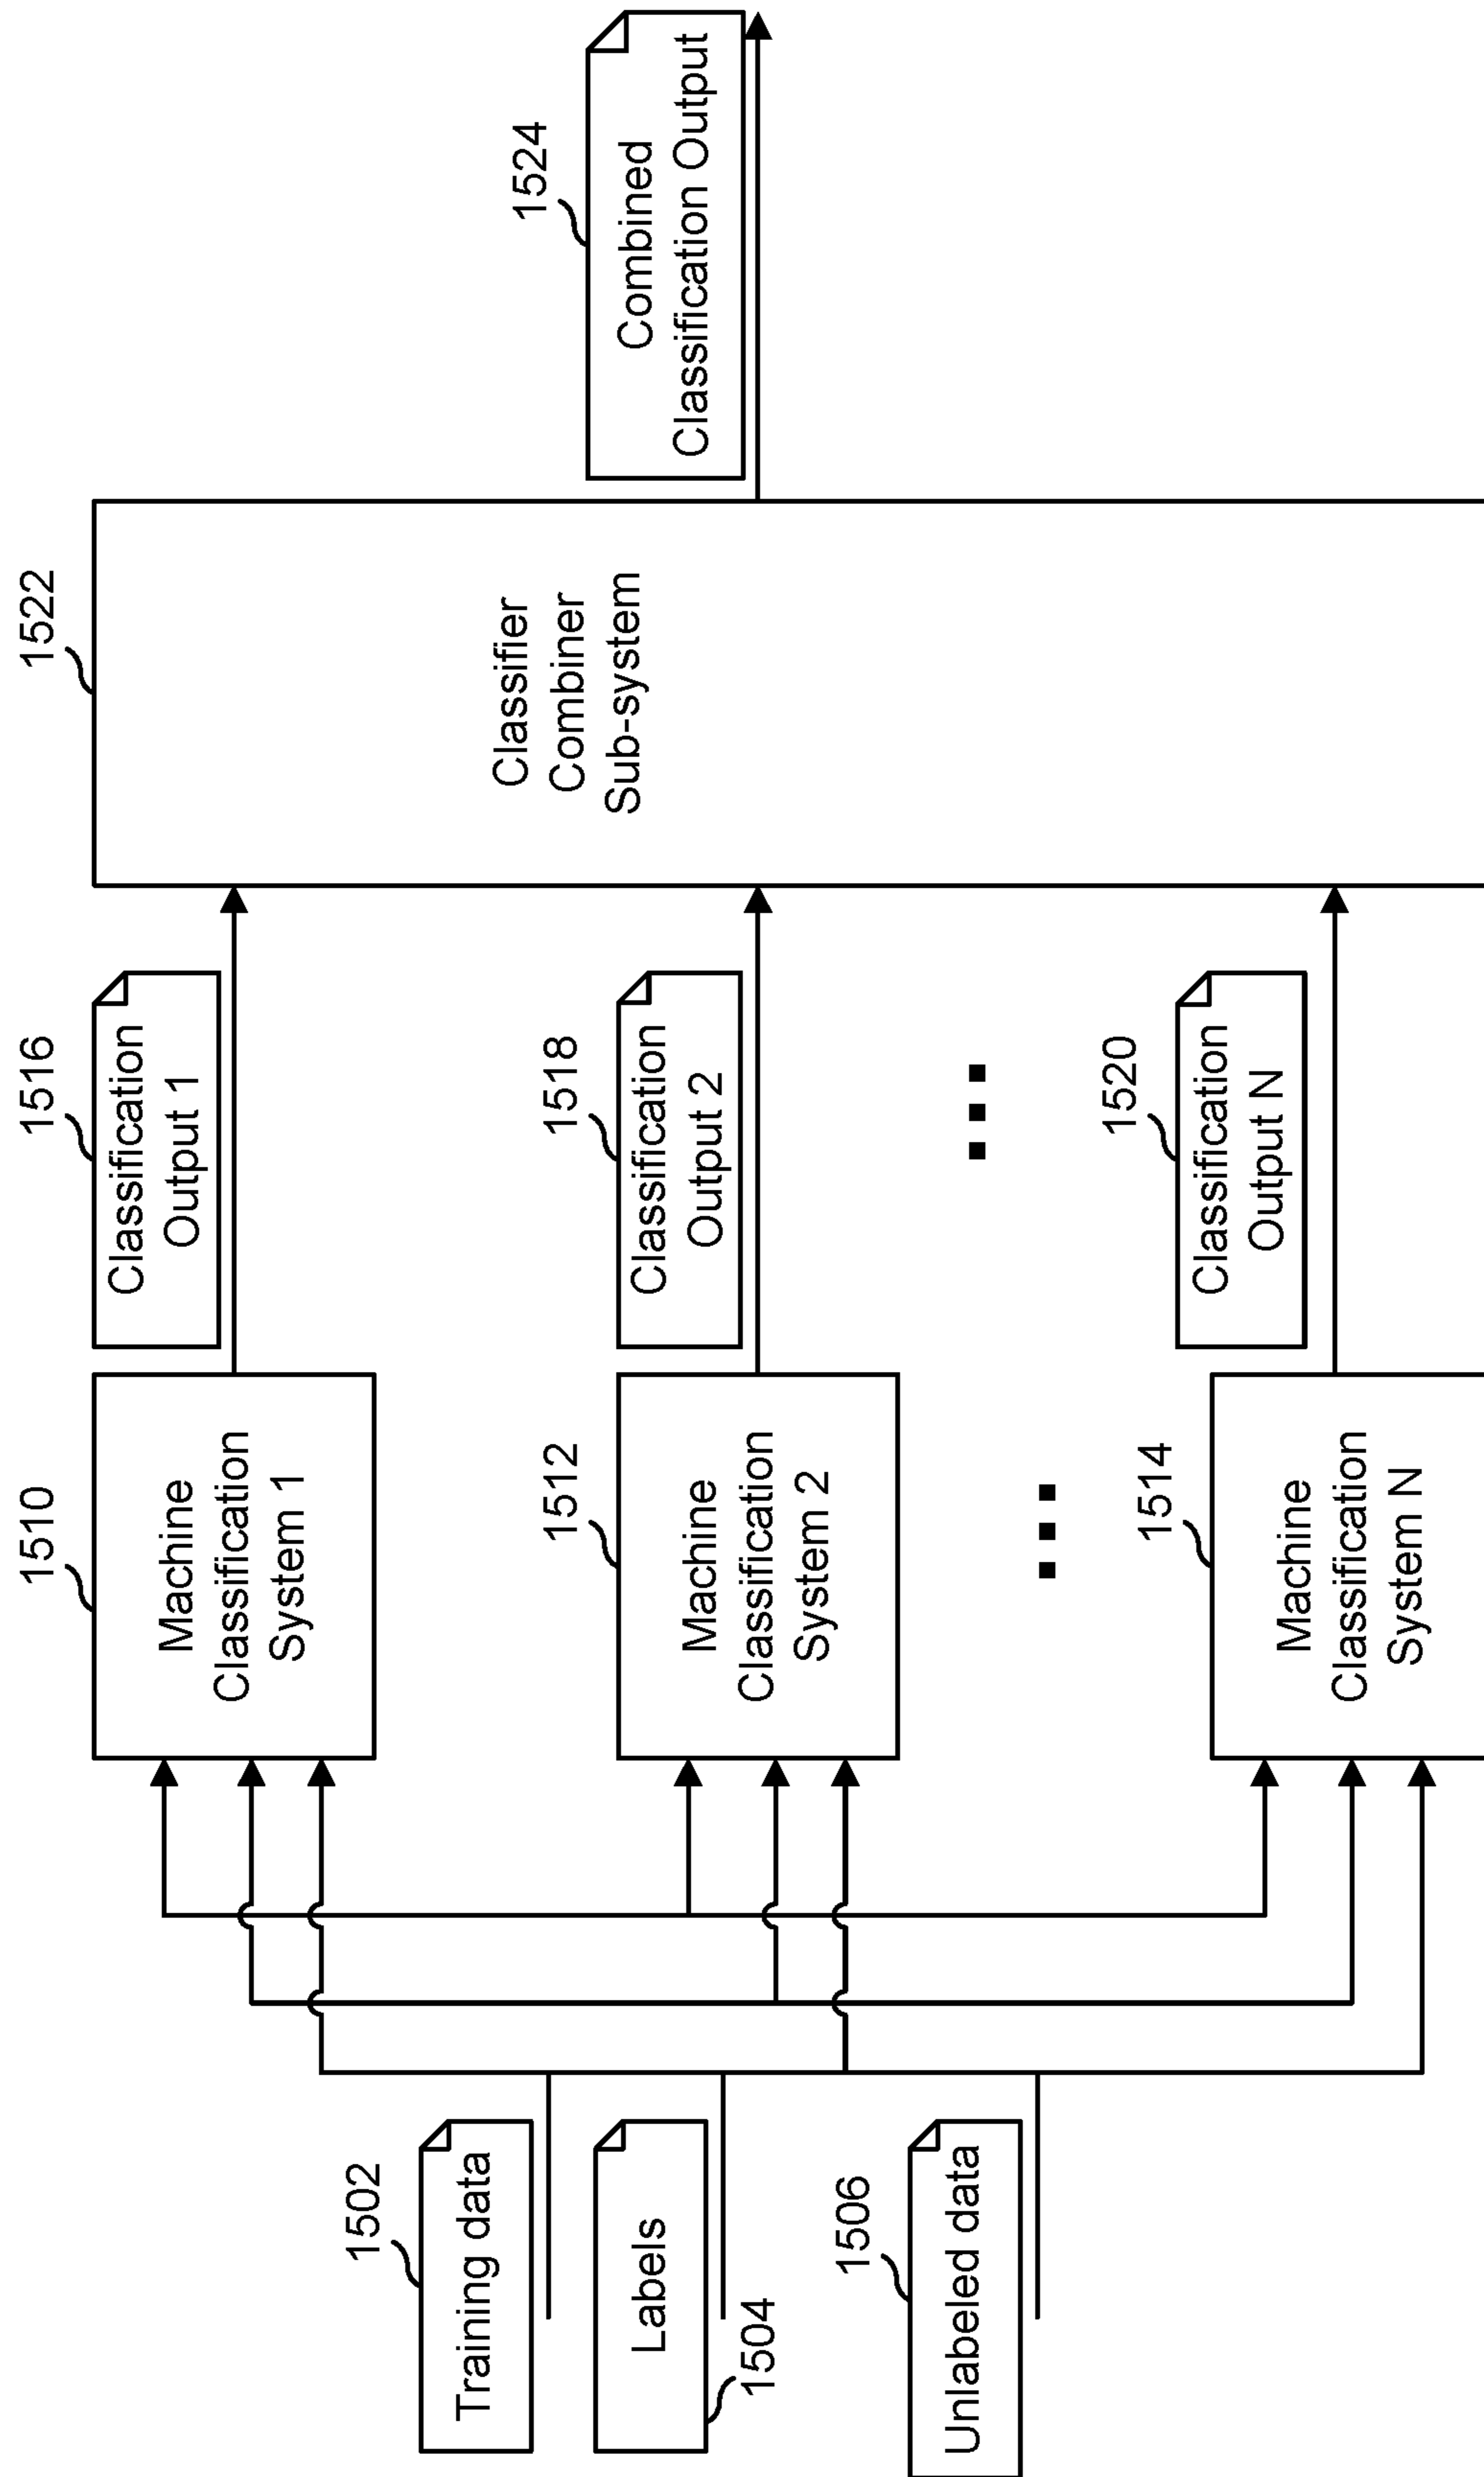 1502
Training data
Labels
1504
1506
Unlabeled data
1510
Machine
Classification
System 1
1512
Machine
Classification
System 2
1514
Machine
Classification
System N
1516
Classification
Output 1
1518
Classification
Output 2
1520
Classification
Output N
1522
Classifier
Combiner
Sub-system
1524
Combined
Classification Output